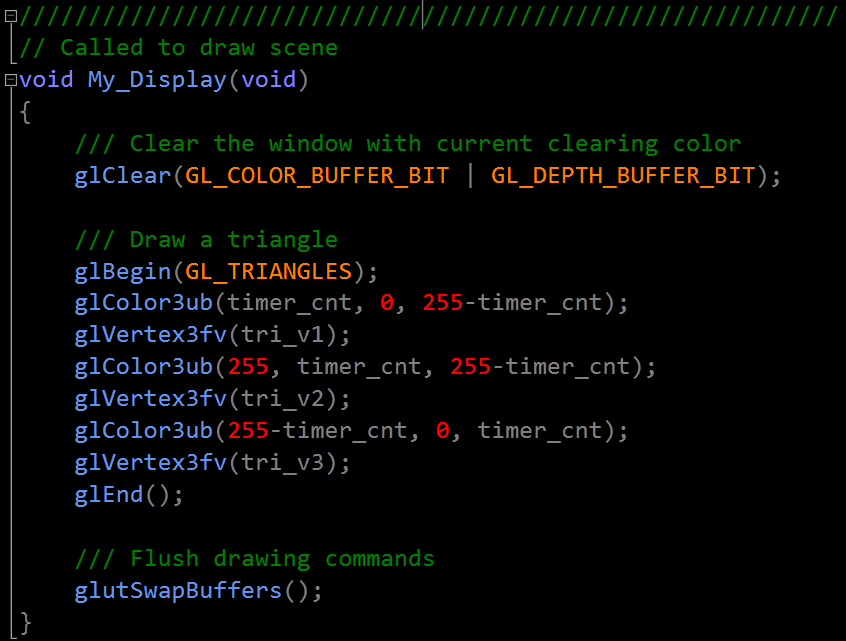 ////////////////////////////////////////////////////////////
// Called to draw scene
void My_Display(void)
{
    /// Clear the window with current clearing color
    glClear(GL_COLOR_BUFFER_BIT | GL_DEPTH_BUFFER_BIT);

    /// Draw a triangle
    glBegin(GL_TRIANGLES);
    glColor3ub(timer_cnt, 0, 255-timer_cnt);
    glVertex3fv(tri_v1);
    glColor3ub(255, timer_cnt, 255-timer_cnt);
    glVertex3fv(tri_v2);
    glColor3ub(255-timer_cnt, 0, timer_cnt);
    glVertex3fv(tri_v3);
    glEnd();

    /// Flush drawing commands
    glutSwapBuffers();
}